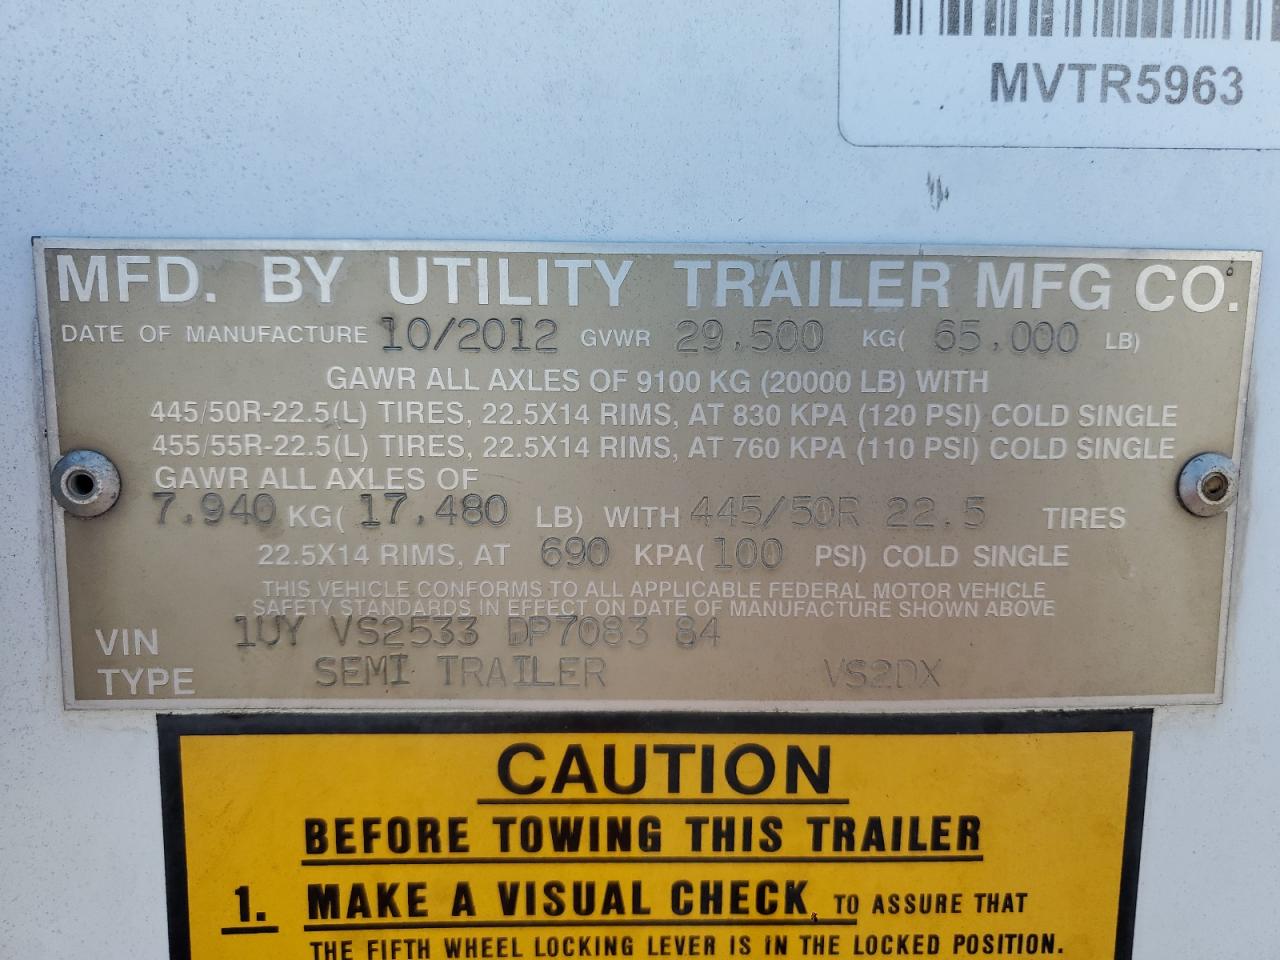 MVTR5963
MFD. BY UTILITY TRAILER MFG CO.
DATE OF MANUFACTURE 10/2012 GVWR 29,500 KG( 65,000 LB)
GAWR ALL AXLES OF 9100 KG (20000 LB) WITH
445/50R-22.5(L) TIRES, 22.5X14 RIMS, AT 830 KPA (120 PSI) COLD SINGLE
455/55R-22.5(L) TIRES, 22.5X14 RIMS, AT 760 KPA (110 PSI) COLD SINGLE
GAWR ALL AXLES OF
7,940 KG( 17,480 LB) WITH 445/50R 22.5 TIRES
22.5X14 RIMS, AT 690 KPA( 100 PSI) COLD SINGLE
THIS VEHICLE CONFORMS TO ALL APPLICABLE FEDERAL MOTOR VEHICLE
SAFETY STANDARDS IN EFFECT ON DATE OF MANUFACTURE SHOWN ABOVE
VIN 1UY VS2533 DP7083 84
TYPE SEMI TRAILER VS2DX
CAUTION
BEFORE TOWING THIS TRAILER
1. MAKE A VISUAL CHECK TO ASSURE THAT
THE FIFTH WHEEL LOCKING LEVER IS IN THE LOCKED POSITION.